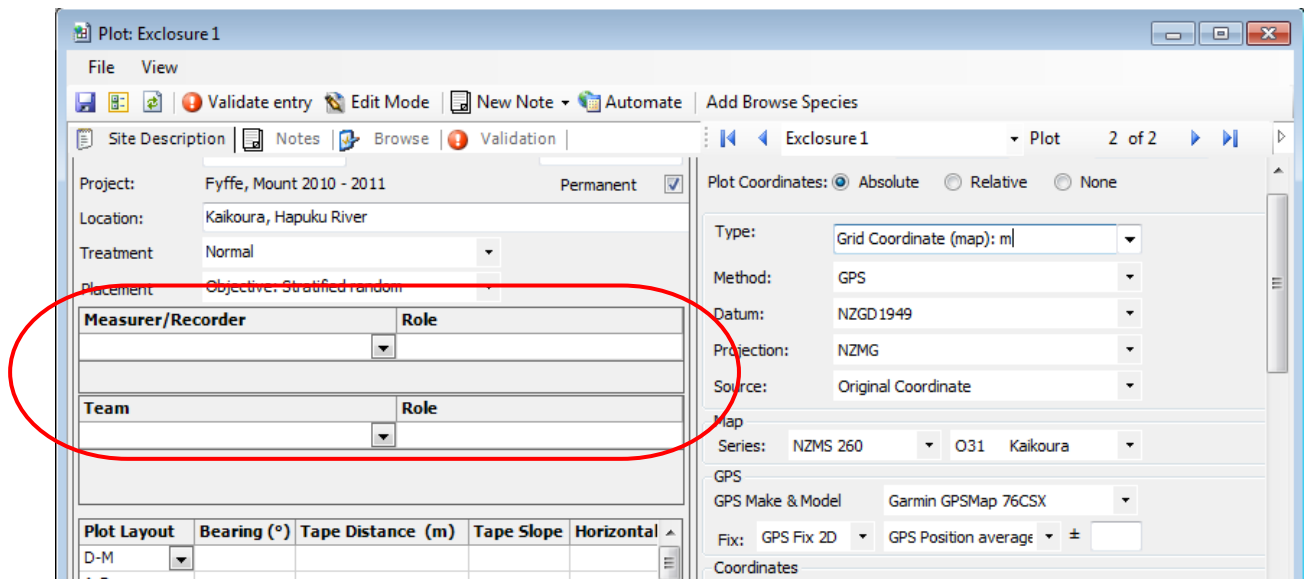 Plot: Exclosure 1
File View
Validate entry Edit Mode New Note Automate Add Browse Species
Site Description Notes Browse Validation
Exclosure 1 Plot 2 of 2
Project: Fyffe, Mount 2010 - 2011 Permanent
Location: Kaikoura, Hapuku River
Treatment Normal
Placement Objective: Stratified random
Measurer/Recorder Role
Team Role
Plot Layout Bearing (°) Tape Distance (m) Tape Slope Horizontal
D-M
Plot Coordinates: Absolute Relative None
Type: Grid Coordinate (map): m
Method: GPS
Datum: NZGD1949
Projection: NZMG
Source: Original Coordinate
Map
Series: NZMS 260 O31 Kaikoura
GPS
GPS Make & Model Garmin GPSMap 76CSX
Fix: GPS Fix 2D GPS Position average ±
Coordinates